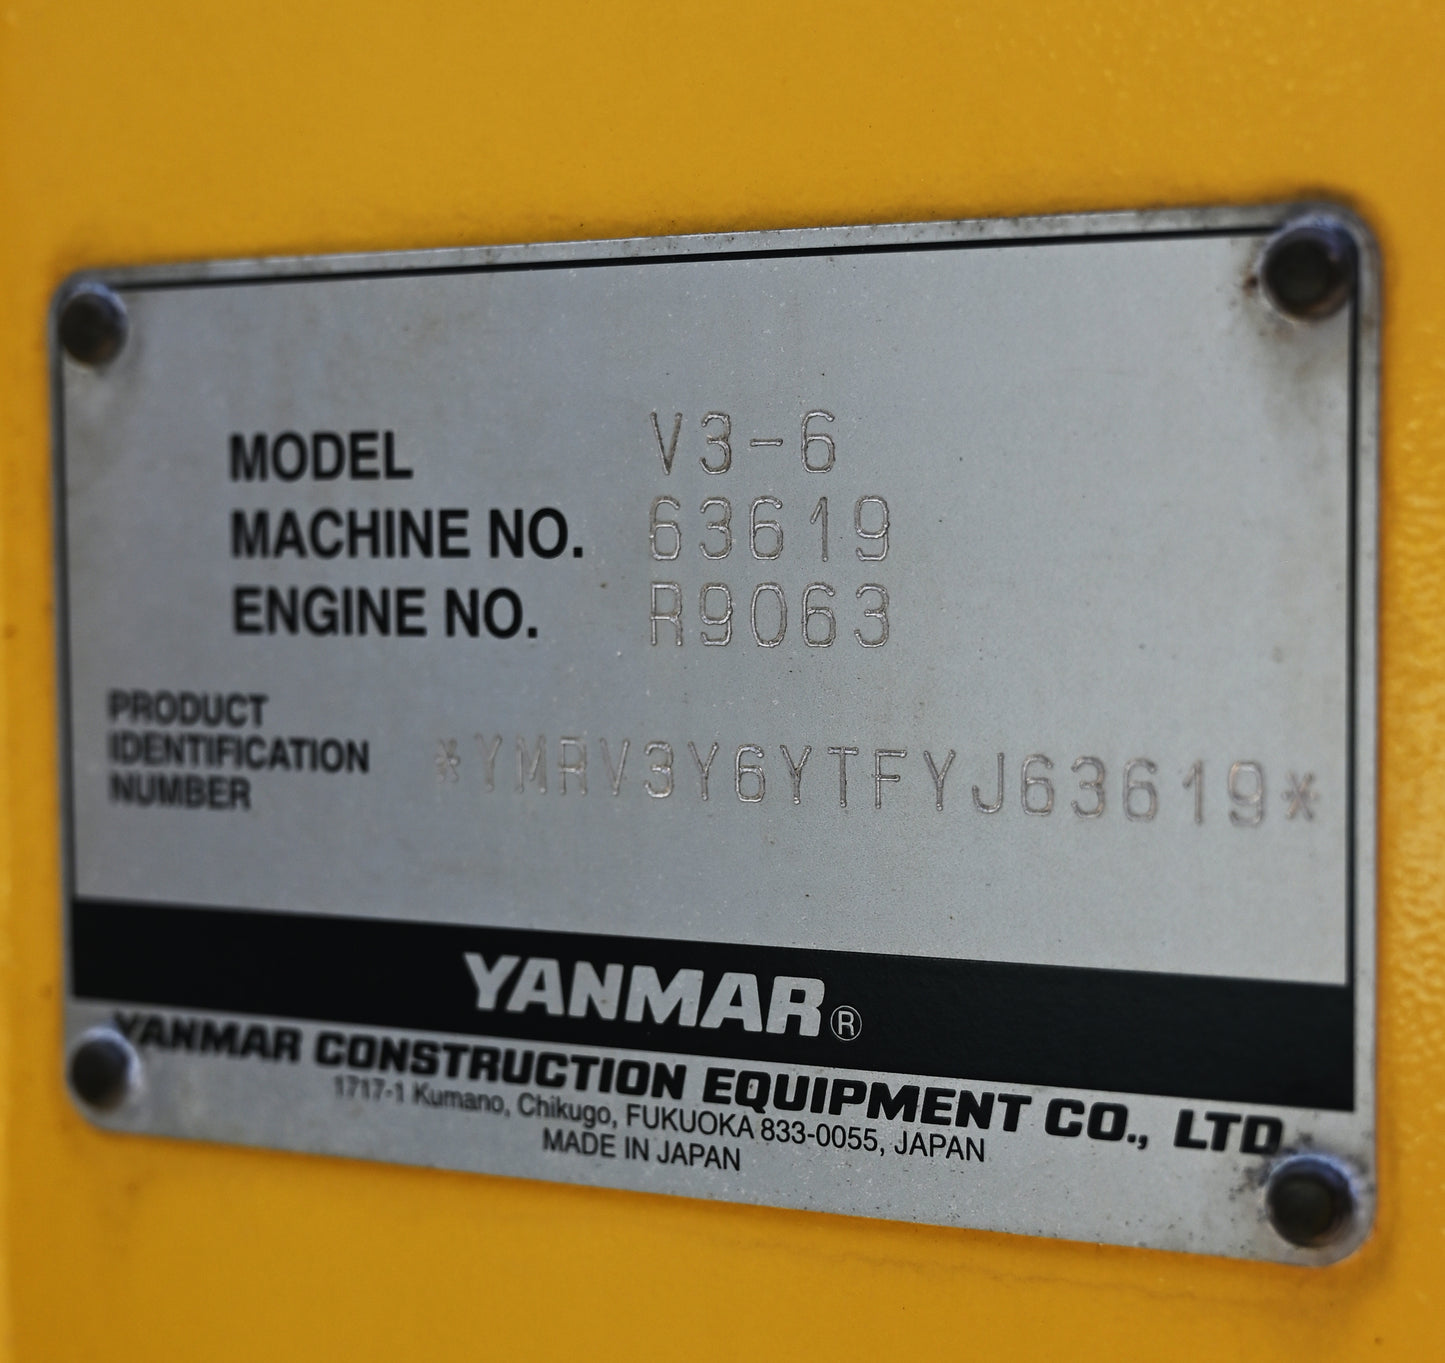 MODEL V3-6
MACHINE NO. 63619
ENGINE NO. R9063
PRODUCT
IDENTIFICATION
NUMBER
*YMRV3Y6YTFYJ63619*
YANMAR®
YANMAR CONSTRUCTION EQUIPMENT CO., LTD.
1717-1 Kumano, Chikugo, FUKUOKA 833-0055, JAPAN
MADE IN JAPAN